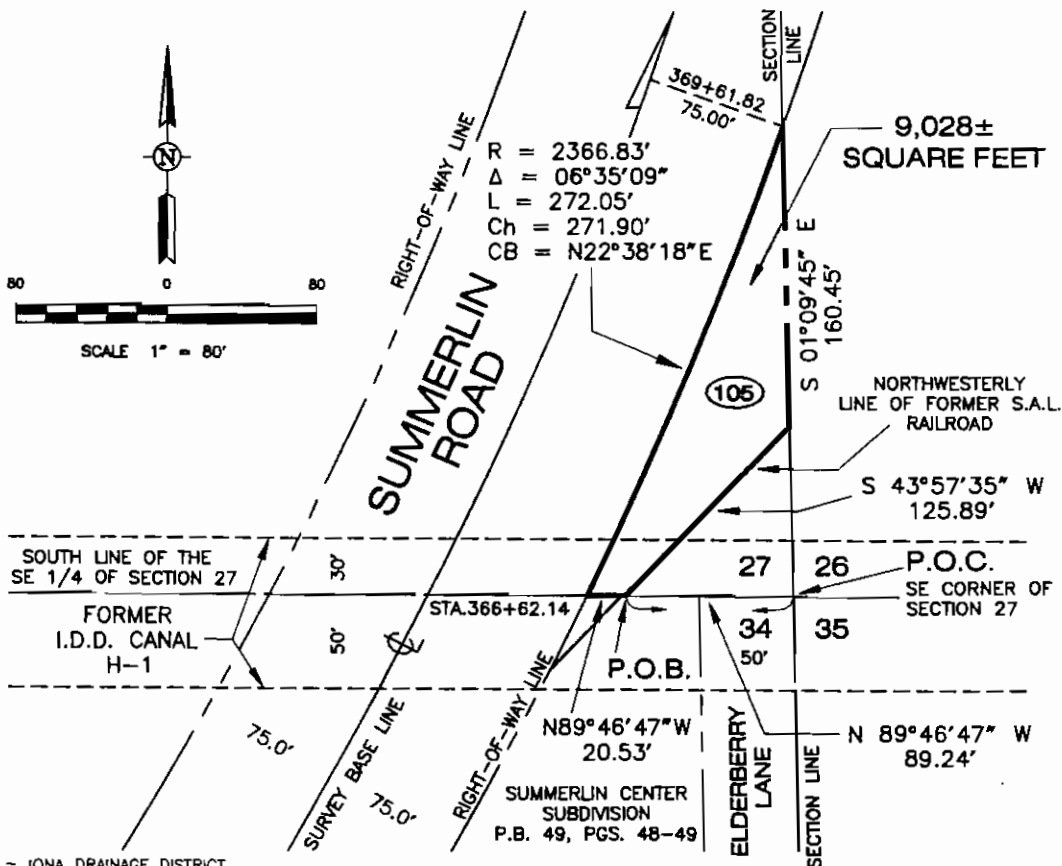 SECTION
LINE
369+61.82
75.00'
9,028±
SQUARE FEET
RIGHT-OF-WAY LINE
R = 2366.83'
Δ = 06°35'09"
L = 272.05'
Ch = 271.90'
CB = N22°38'18"E
N
80 0 80
SCALE 1" = 80'
SUMMERLIN
ROAD
S 01°09'45" E
160.45'
105
NORTHWESTERLY
LINE OF FORMER S.A.L.
RAILROAD
S 43°57'35" W
125.89'
SOUTH LINE OF THE
SE 1/4 OF SECTION 27
30'
27 26
P.O.C.
SE CORNER OF
SECTION 27
STA.366+62.14
FORMER
I.D.D. CANAL
H-1
50'
34 35
50'
P.O.B.
75.0'
SURVEY BASE LINE
75.0'
RIGHT-OF-WAY LINE
N89°46'47"W
20.53'
SUMMERLIN CENTER
SUBDIVISION
P.B. 49, PGS. 48-49
ELDERBERRY
LANE
SECTION LINE
N 89°46'47" W
89.24'
~ IONA DRAINAGE DISTRICT